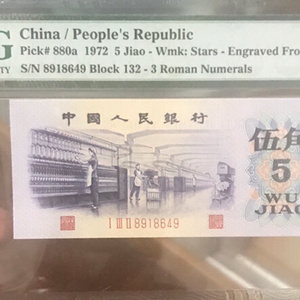 G
TY
China / People's Republic
Pick# 880a 1972 5 Jiao - Wmk: Stars - Engraved Fro
S/N 8918649 Block 132 - 3 Roman Numerals
中國人民銀行
伍角
5
WU
JIAO
I III II 8918649